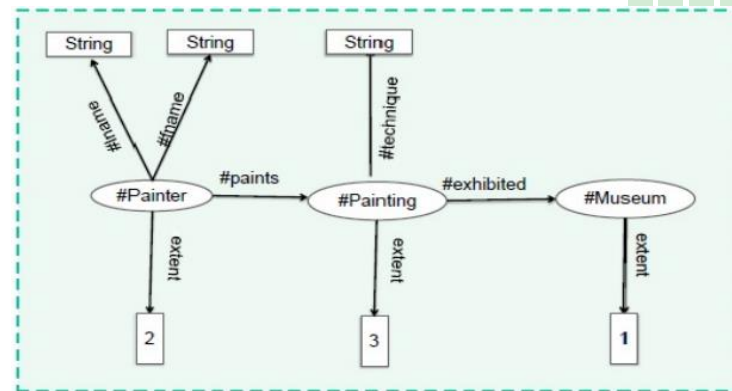 String
String
String
#lname
#fname
#technique
#Painter
#paints
#Painting
#exhibited
#Museum
extent
extent
extent
2
3
1